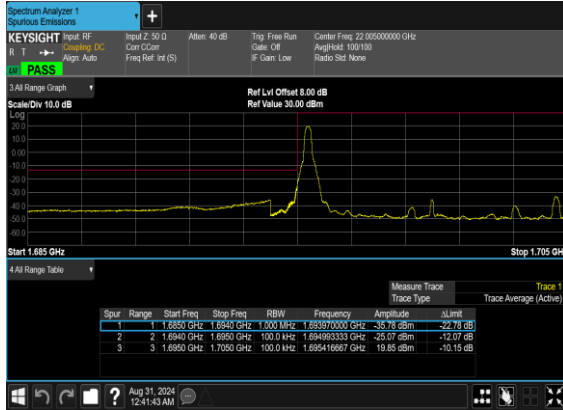 Spectrum Analyzer 1
Spurious Emissions
+
KEYSIGHT Input: RF Input Z: 50 Ω Atten: 40 dB Trig: Free Run Center Freq: 22.005000000 GHz
R T Coupling: DC Corr CCorr Gate: Off Avg|Hold: 100/100
Align: Auto Freq Ref: Int (S) IF Gain: Low Radio Std: None
PASS
3 All Range Graph Ref Lvl Offset 8.00 dB
Scale/Div 10.0 dB Ref Value 30.00 dBm
Log
20.0
10.0
0.00
-10.0
-20.0
-30.0
-40.0
-50.0
-60.0
Start 1.685 GHz Stop 1.705 GH
4 All Range Table
Measure Trace Trace 1
Trace Type Trace Average (Active)
Spur Range Start Freq Stop Freq RBW Frequency Amplitude ΔLimit
1 1 1.6850 GHz 1.6940 GHz 1.000 MHz 1.693970000 GHz -35.78 dBm -22.78 dB
2 2 1.6940 GHz 1.6950 GHz 100.0 kHz 1.694993333 GHz -25.07 dBm -12.07 dB
3 3 1.6950 GHz 1.7050 GHz 100.0 kHz 1.695416667 GHz 19.85 dBm -10.15 dB
? Aug 31, 2024
12:41:43 AM